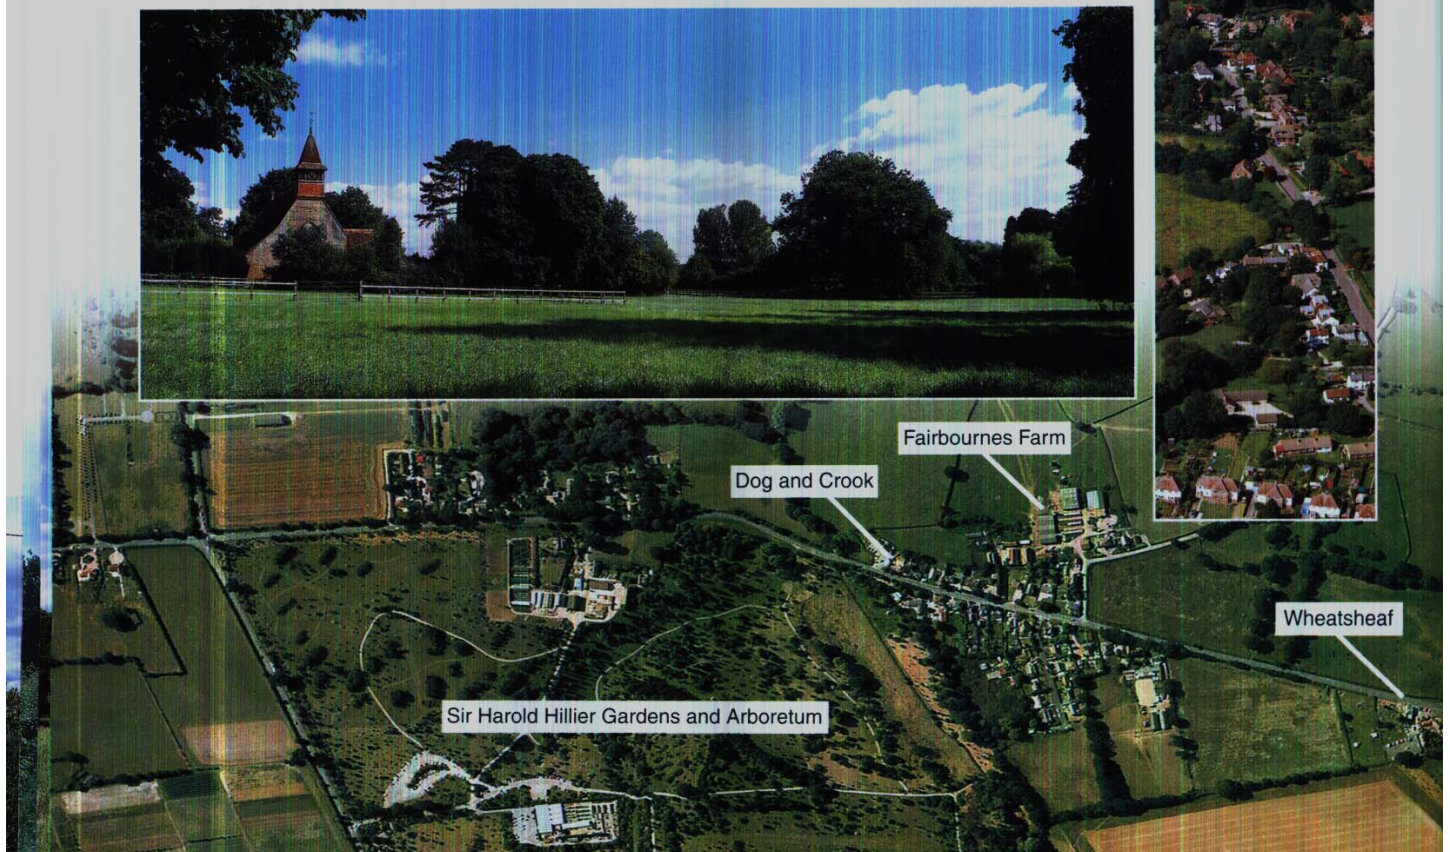 Fairbournes Farm
Dog and Crook
Wheatsheaf
Sir Harold Hillier Gardens and Arboretum